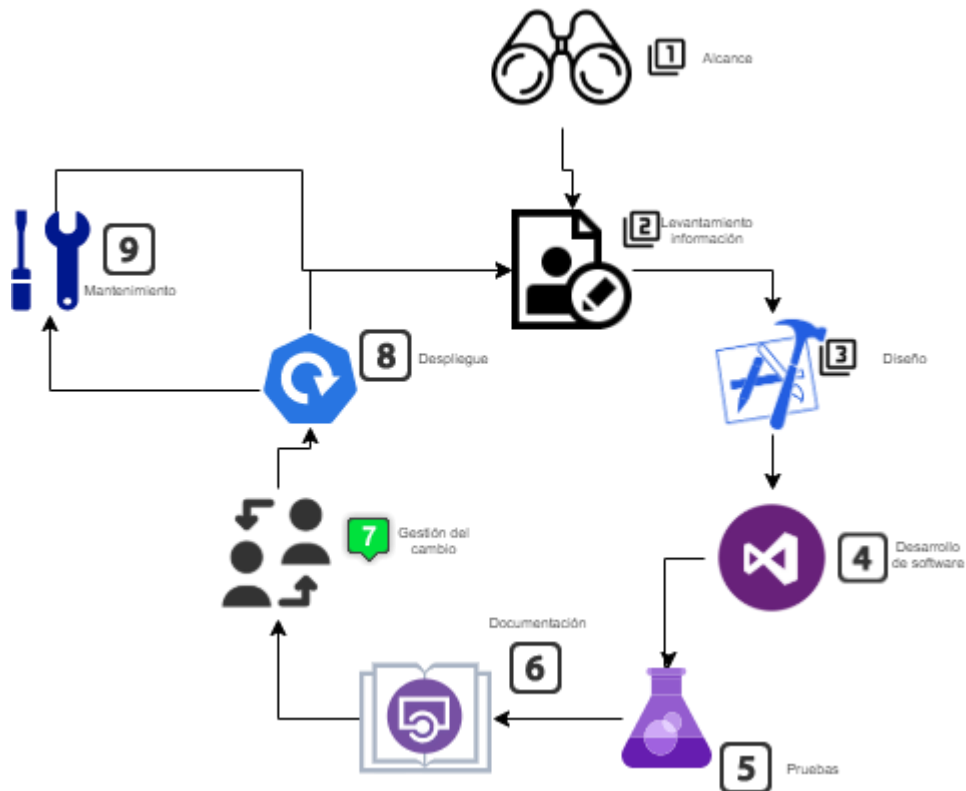 1
Alcance
2
Levantamiento
información
3
Diseño
4
Desarrollo
de software
5
Pruebas
6
Documentación
7
Gestión del
cambio
8
Despliegue
9
Mantenimiento